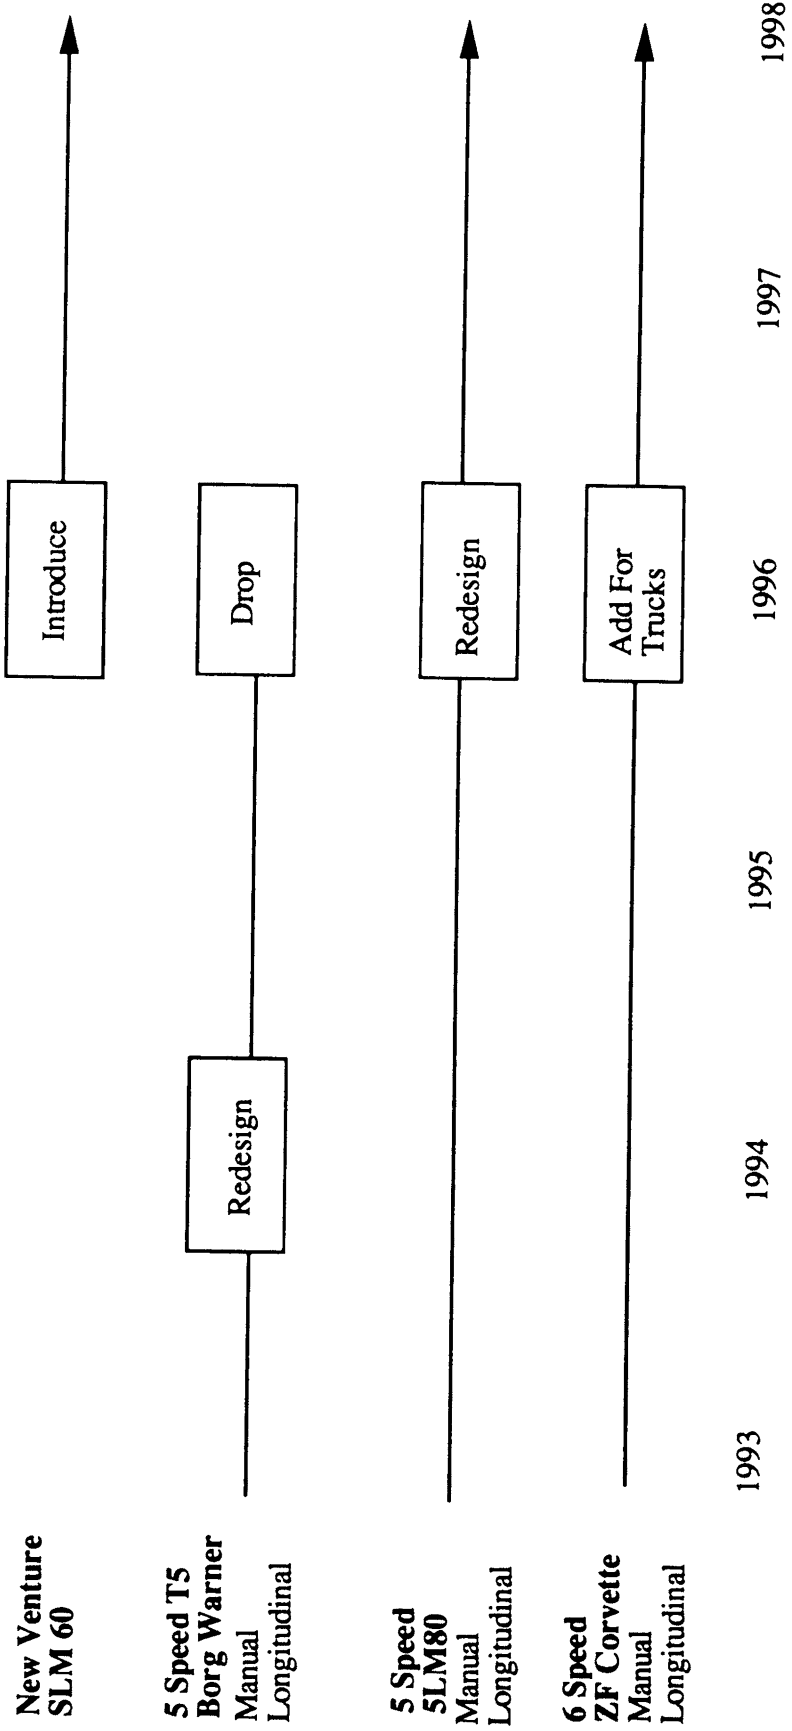 New Venture
SLM 60
Introduce
5 Speed T5
Borg Warner
Manual
Longitudinal
Redesign
Drop
5 Speed
5LM80
Manual
Longitudinal
Redesign
6 Speed
ZF Corvette
Manual
Longitudinal
Add For
Trucks
1993
1994
1995
1996
1997
1998